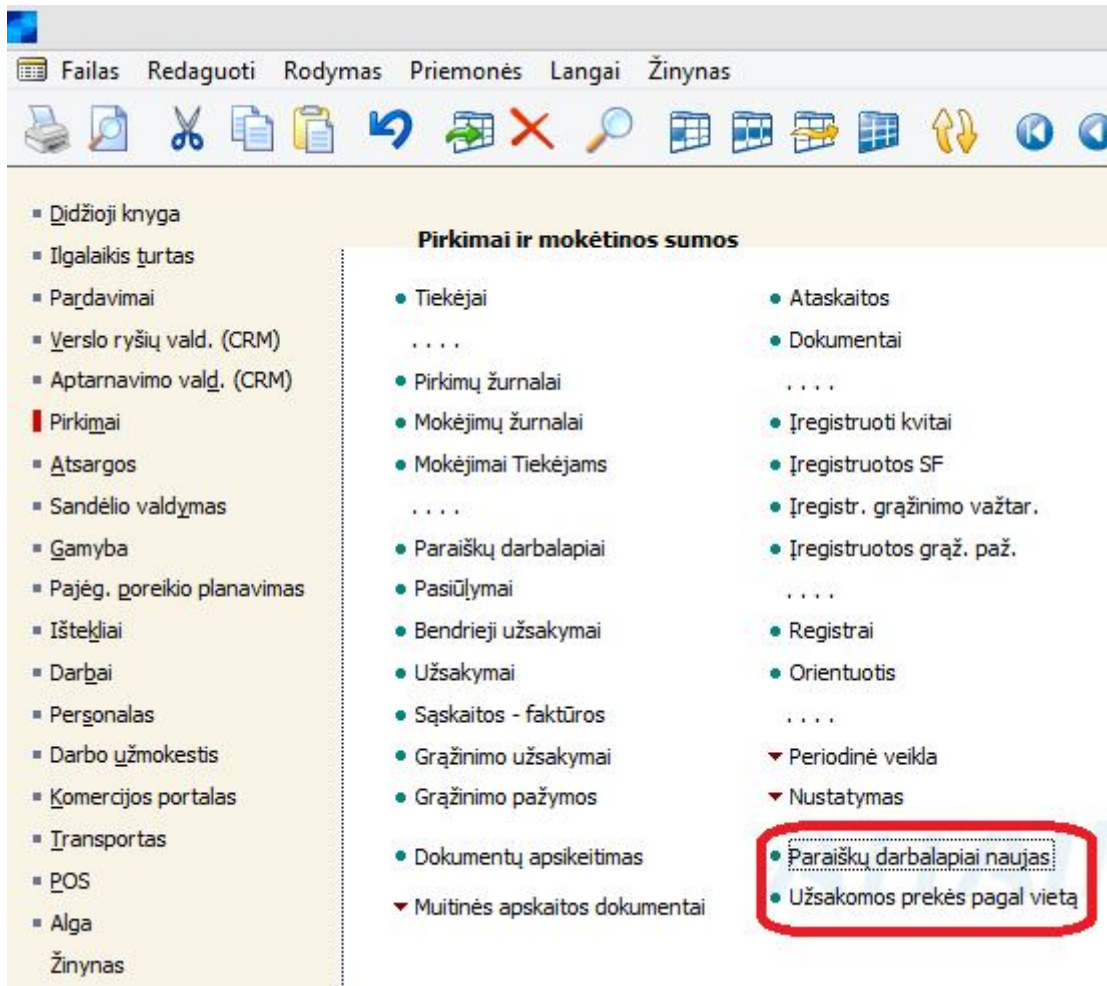 Failas Redaguoti Rodymas Priemonės Langai Žinynas
Didžioji knyga
Ilgalaikis turtas
Pardavimai
Verslo ryšių vald. (CRM)
Aptarnavimo vald. (CRM)
Pirkimai
Atsargos
Sandėlio valdymas
Gamyba
Pajėg. poreikio planavimas
Ištekliai
Darbai
Personalas
Darbo užmokestis
Komercijos portalas
Transportas
POS
Alga
Žinynas
Pirkimai ir mokėtinos sumos
Tiekėjai
. . . .
Pirkimų žurnalai
Mokėjimų žurnalai
Mokėjimai Tiekėjams
. . . .
Paraiškų darbalapiai
Pasiūlymai
Bendrieji užsakymai
Užsakymai
Sąskaitos - faktūros
Grąžinimo užsakymai
Grąžinimo pažymos
Dokumentų apsikeitimas
Muitinės apskaitos dokumentai
Ataskaitos
Dokumentai
. . . .
Įregistruoti kvitai
Įregistruotos SF
Įregistr. grąžinimo važtar.
Įregistruotos grąž. paž.
. . . .
Registrai
Orientuotis
. . . .
Periodinė veikla
Nustatymas
Paraiškų darbalapiai naujas
Užsakomos prekės pagal vietą